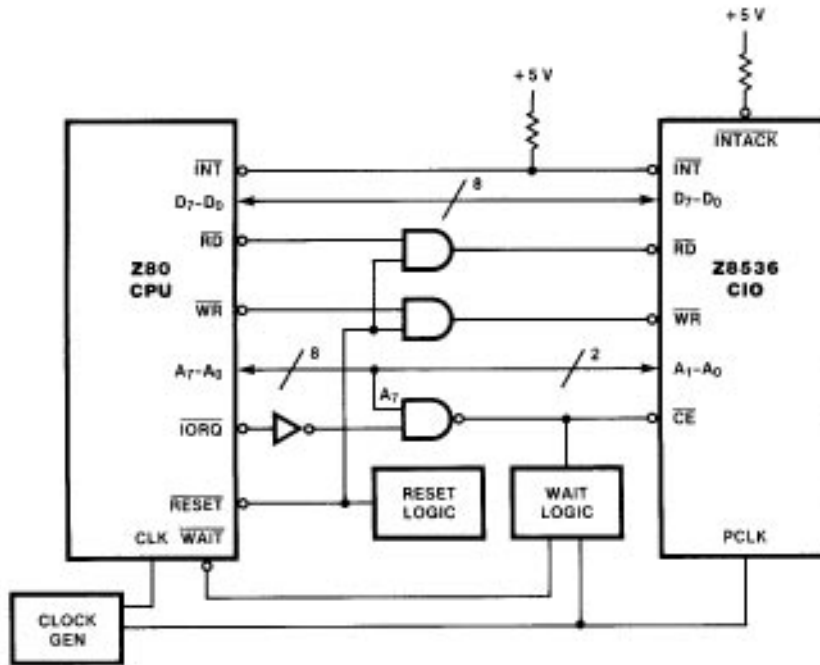 + 5 V
+ 5 V
INTACK
INT
INT
8
D7-D0
D7-D0
RD
RD
Z80
CPU
Z8536
CIO
WR
WR
8
2
A7-A0
A1-A0
A7
IORQ
CE
RESET
RESET
LOGIC
WAIT
LOGIC
CLK
WAIT
PCLK
CLOCK
GEN